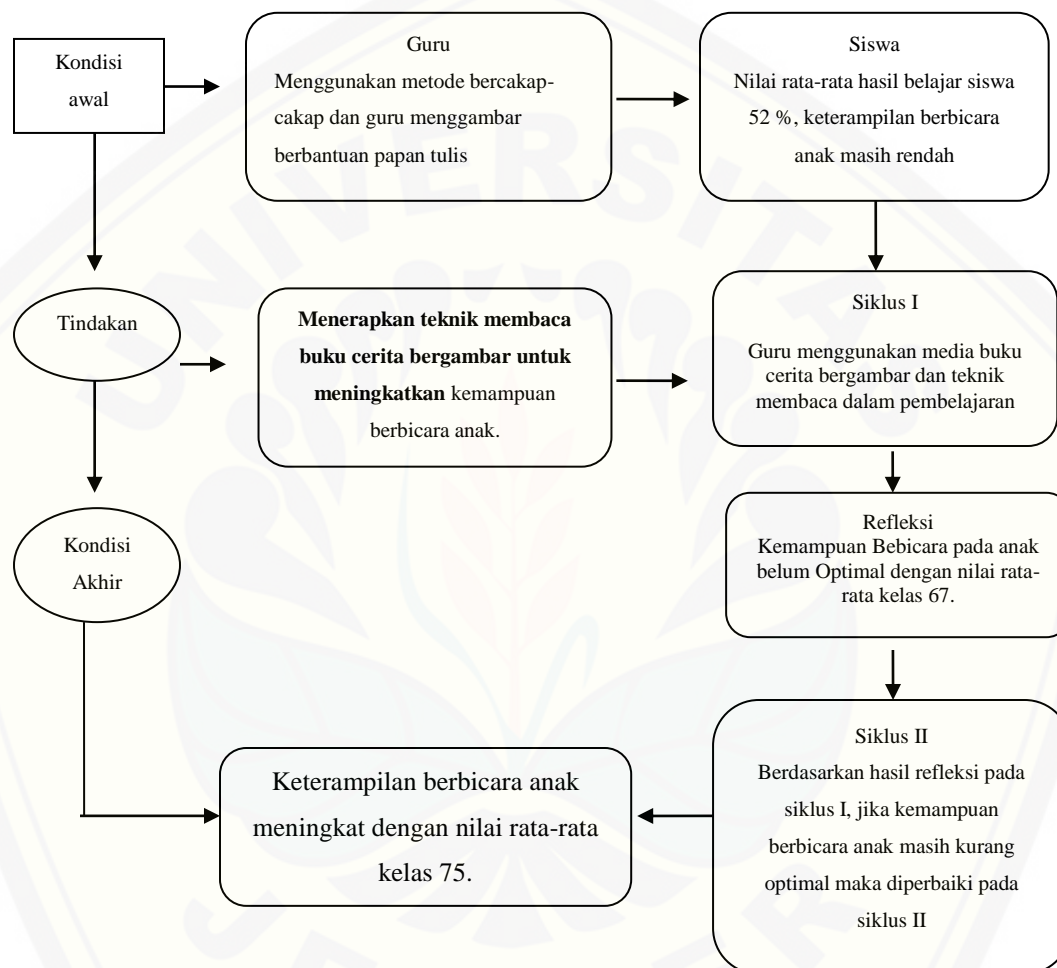 Kondisi
awal
Guru
Menggunakan metode bercakap-
cakap dan guru menggambar
berbantuan papan tulis
Siswa
Nilai rata-rata hasil belajar siswa
52 %, keterampilan berbicara
anak masih rendah
Tindakan
Menerapkan teknik membaca
buku cerita bergambar untuk
meningkatkan kemampuan
berbicara anak.
Siklus I
Guru menggunakan media buku
cerita bergambar dan teknik
membaca dalam pembelajaran
Kondisi
Akhir
Refleksi
Kemampuan Bebicara pada anak
belum Optimal dengan nilai rata-
rata kelas 67.
Siklus II
Berdasarkan hasil refleksi pada
siklus I, jika kemampuan
berbicara anak masih kurang
optimal maka diperbaiki pada
siklus II
Keterampilan berbicara anak
meningkat dengan nilai rata-rata
kelas 75.
UNIVERSITAS